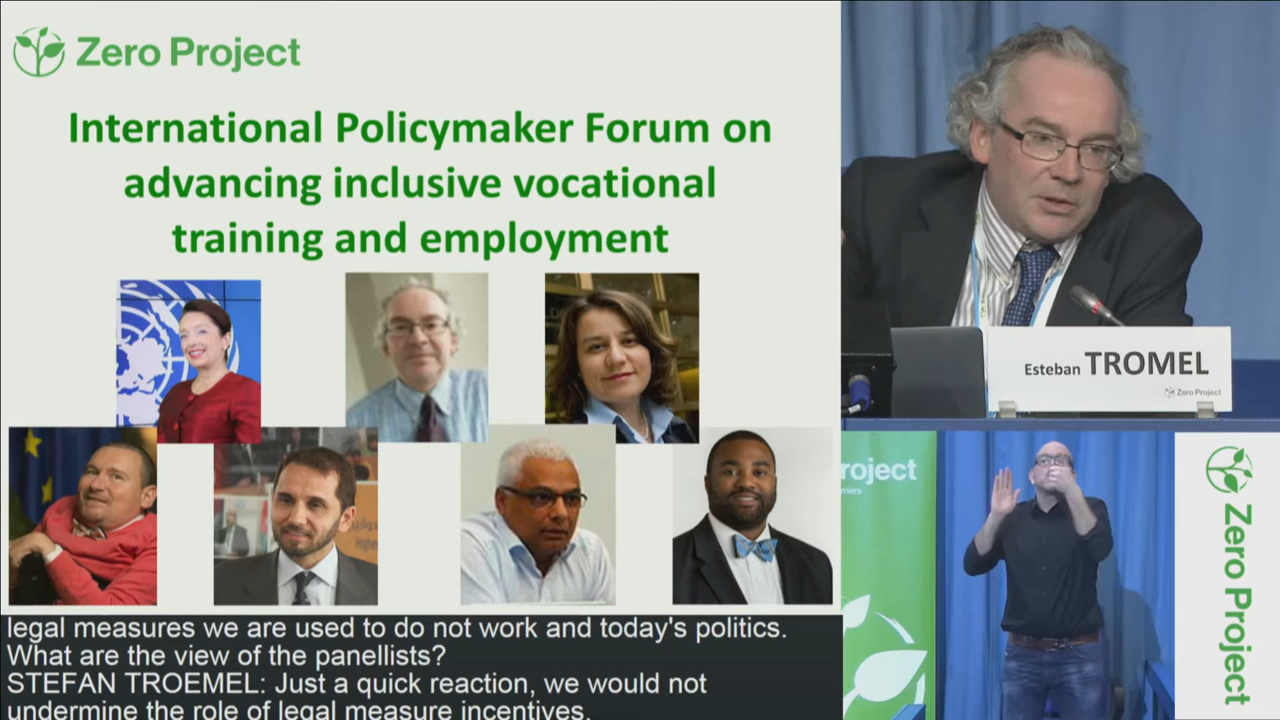 Zero Project
International Policymaker Forum on
advancing inclusive vocational
training and employment
legal measures we are used to do not work and today's politics.
What are the view of the panellists?
STEFAN TROEMEL: Just a quick reaction, we would not
undermine the role of legal measure incentives.
Esteban TROMEL
Zero Project
roject
Zero Project